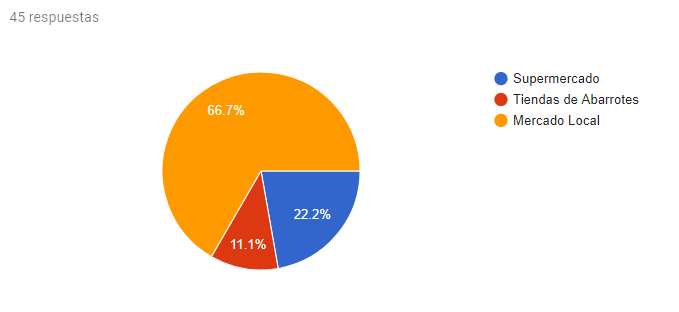 45 respuestas
Supermercado
Tiendas de Abarrotes
Mercado Local
66.7%
22.2%
11.1%